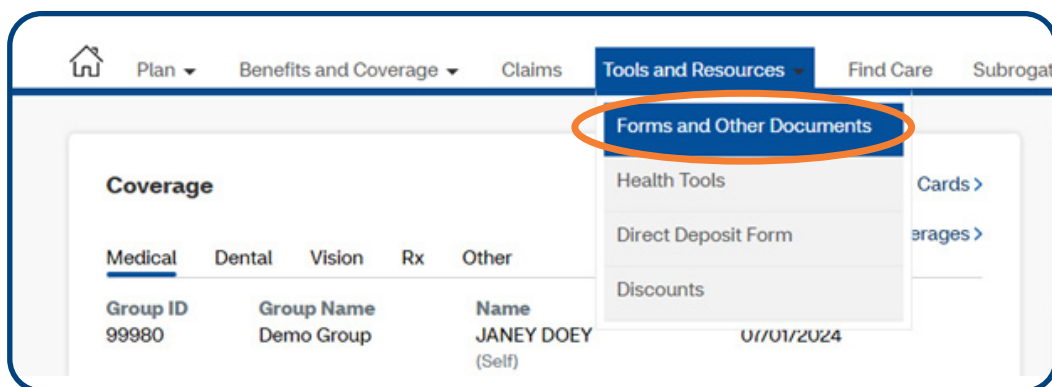 Plan Benefits and Coverage Claims Tools and Resources Find Care Subrogat
Forms and Other Documents
Coverage Health Tools Cards >
Direct Deposit Form erages >
Medical Dental Vision Rx Other
Discounts
Group ID Group Name Name
99980 Demo Group JANEY DOEY 07/01/2024
(Self)